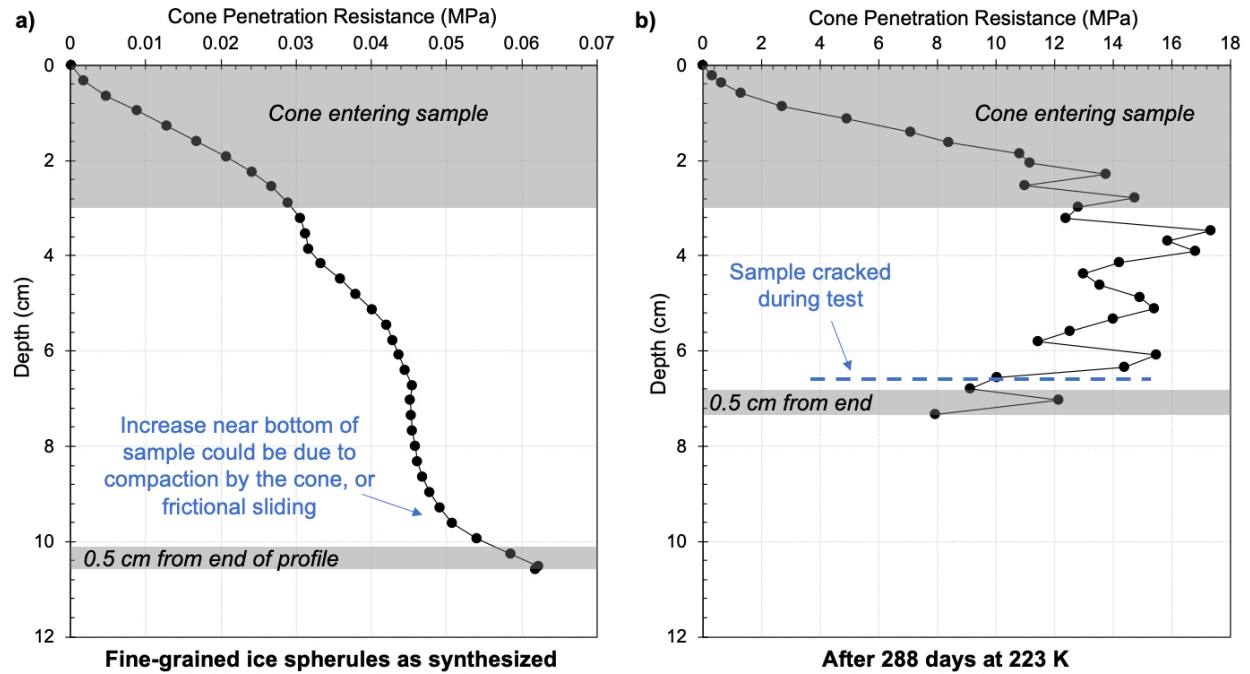 a)
Cone Penetration Resistance (MPa)
0 0.01 0.02 0.03 0.04 0.05 0.06 0.07
0
2
4
6
8
10
12
Depth (cm)
Cone entering sample
Increase near bottom of
sample could be due to
compaction by the cone, or
frictional sliding
0.5 cm from end of profile
Fine-grained ice spherules as synthesized
b)
Cone Penetration Resistance (MPa)
0 2 4 6 8 10 12 14 16 18
0
2
4
6
8
10
12
Depth (cm)
Cone entering sample
Sample cracked
during test
0.5 cm from end
After 288 days at 223 K